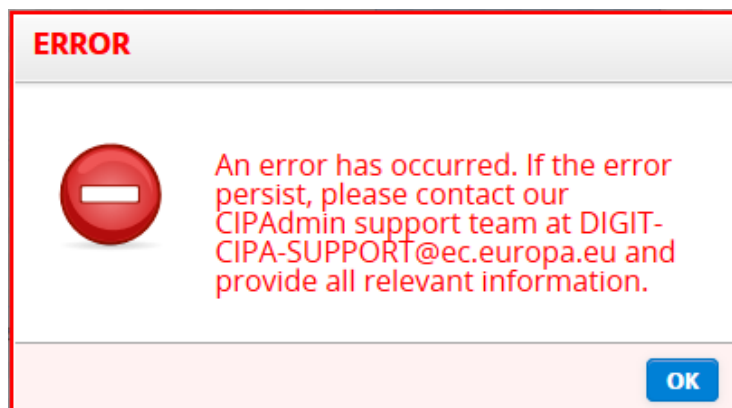 ERROR
An error has occurred. If the error
persist, please contact our
CIPAdmin support team at DIGIT-
CIPA-SUPPORT@ec.europa.eu and
provide all relevant information.
OK